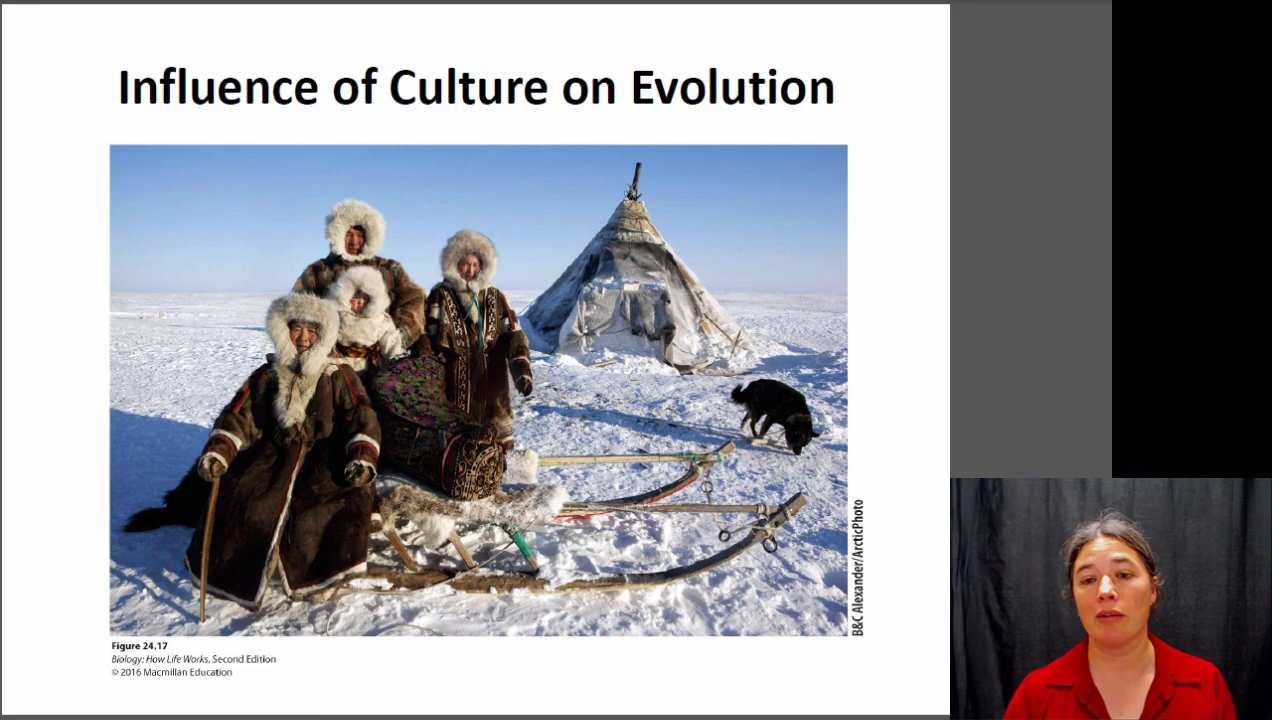 Influence of Culture on Evolution
B&C Alexander/ArcticPhoto
Figure 24.17
Biology: How Life Works, Second Edition
© 2016 Macmillan Education